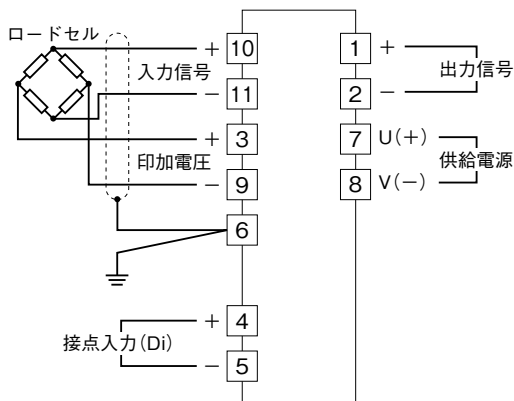 ロードセル
+ 10
入力信号
− 11
+ 3
印加電圧
− 9
6
+ 4
接点入力(Di)
− 5
1 +
出力信号
2 −
7 U(+)
供給電源
8 V(−)